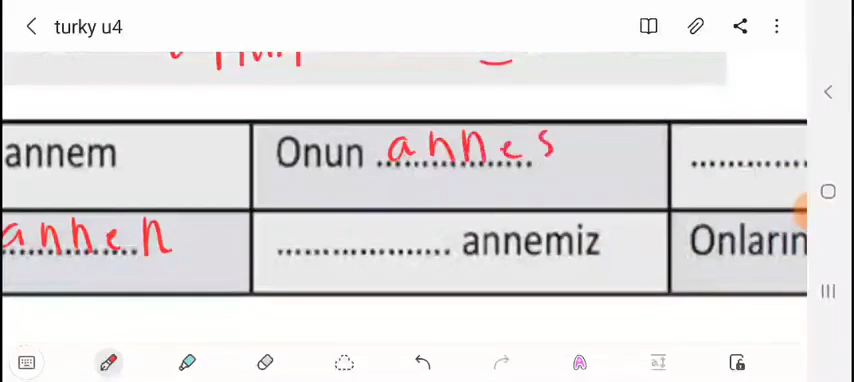 turky u4
annem
Onun annes
annen
annemiz
Onların